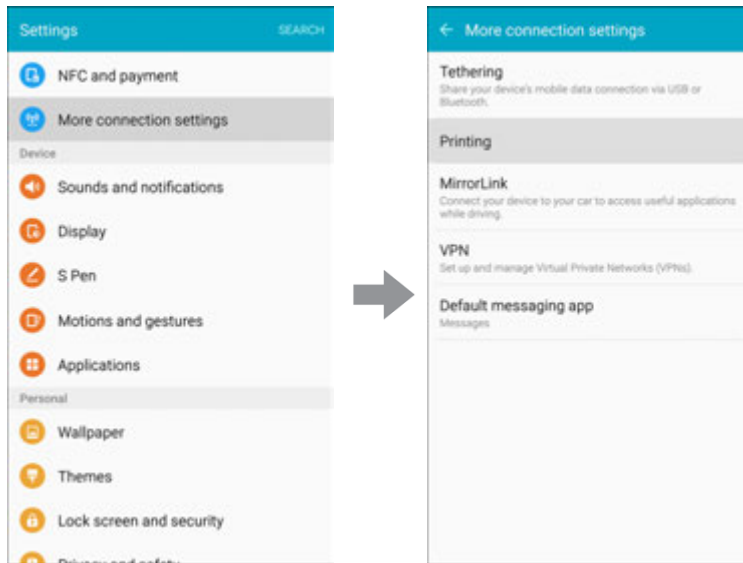 Settings
SEARCH
NFC and payment
More connection settings
Device
Sounds and notifications
Display
S Pen
Motions and gestures
Applications
Personal
Wallpaper
Themes
Lock screen and security
Privacy and safety
More connection settings
Tethering
Share your device's mobile data connection via USB or
Bluetooth.
Printing
MirrorLink
Connect your device to your car to access useful applications
while driving.
VPN
Set up and manage Virtual Private Networks (VPNs).
Default messaging app
Messages